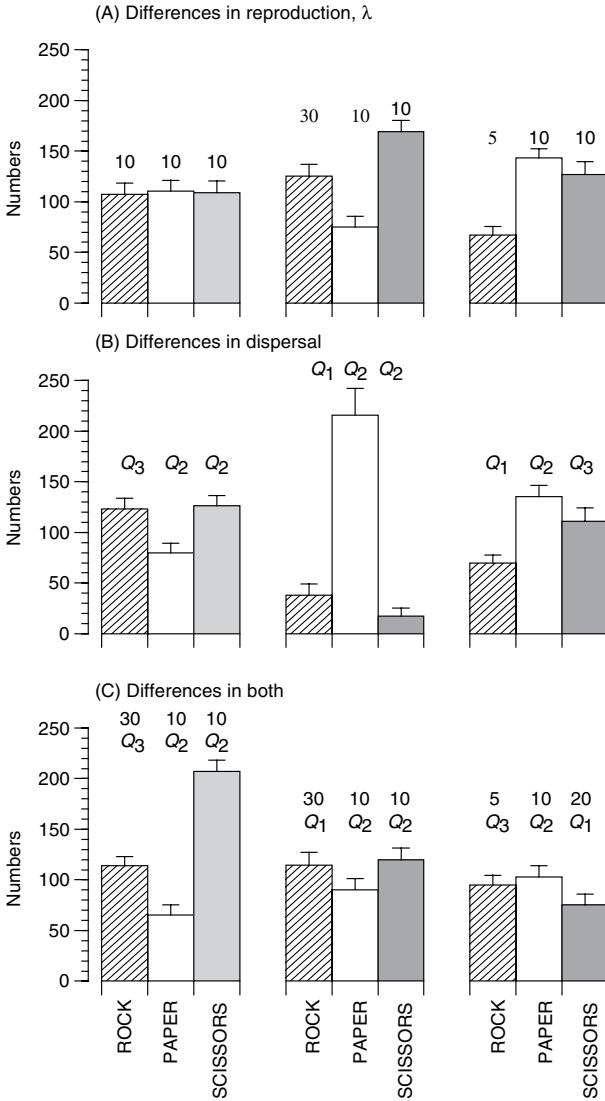 (A) Differences in reproduction, λ
250
200
150
100
50
0
Numbers
10 10 10
30 10 10
5 10 10
(B) Differences in dispersal
250
200
150
100
50
0
Numbers
Q3 Q2 Q2
Q1 Q2 Q2
Q1 Q2 Q3
(C) Differences in both
250
200
150
100
50
0
Numbers
30 10 10
Q3 Q2 Q2
30 10 10
Q1 Q2 Q2
5 10 20
Q3 Q2 Q1
ROCK
PAPER
SCISSORS
ROCK
PAPER
SCISSORS
ROCK
PAPER
SCISSORS